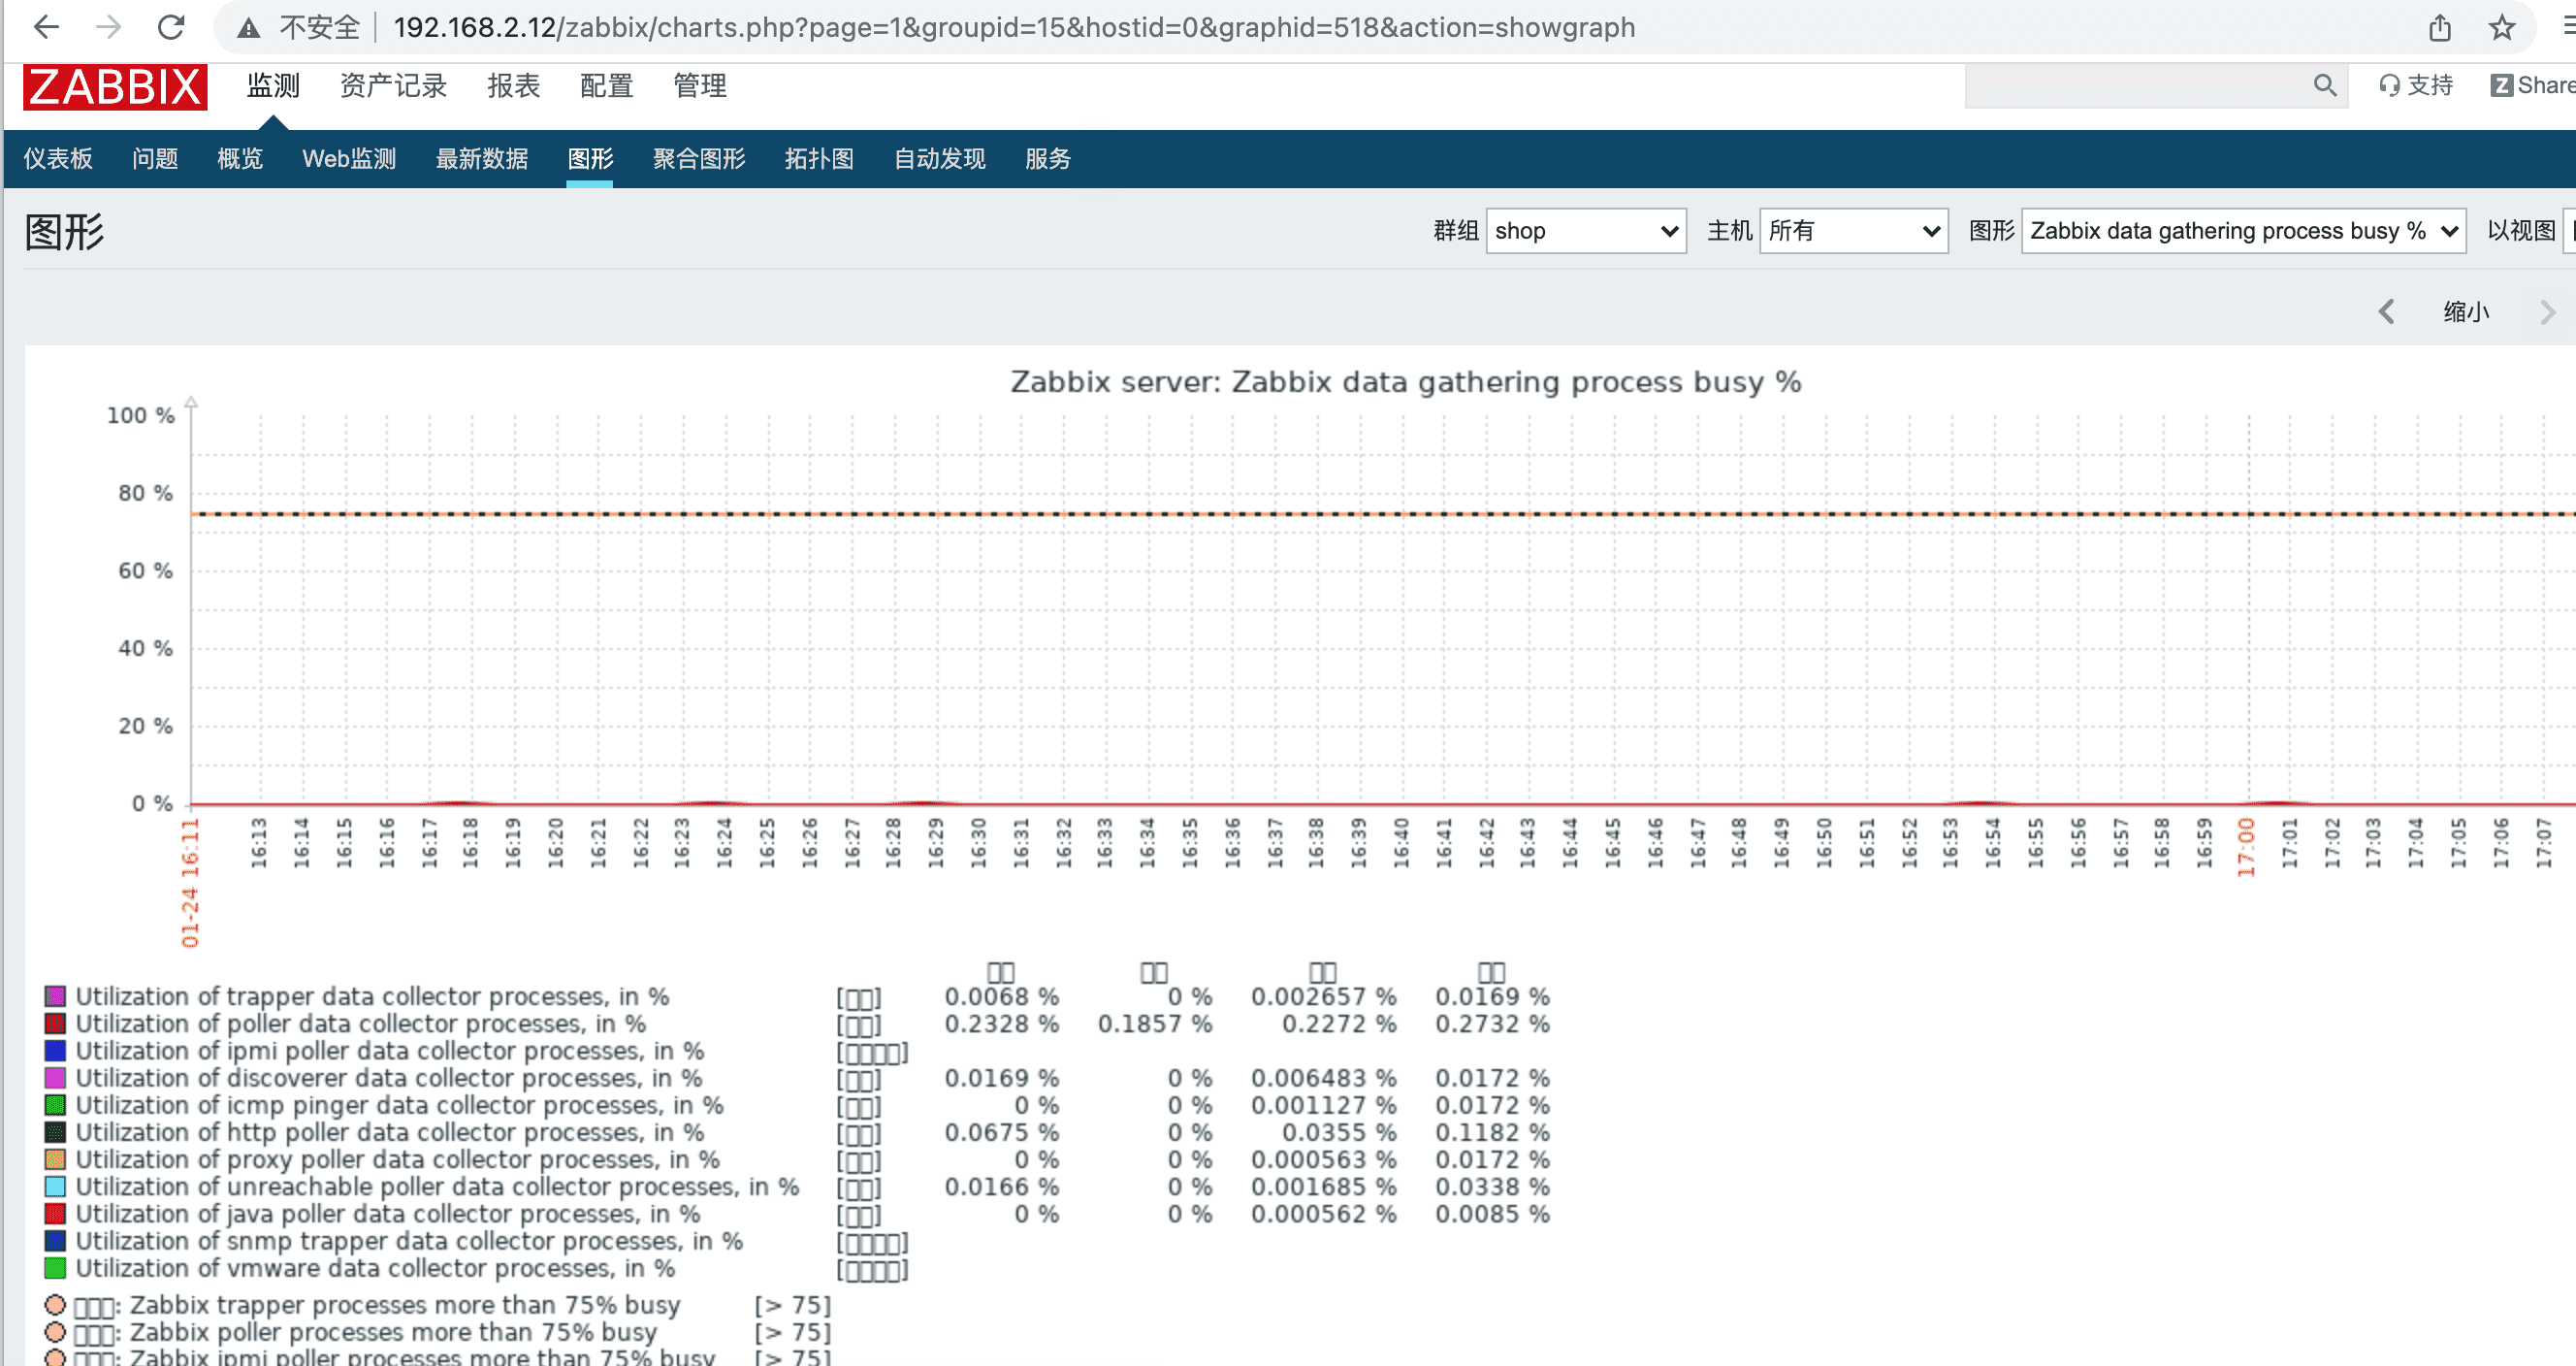 不安全 192.168.2.12/zabbix/charts.php?page=1&groupid=15&hostid=0&graphid=518&action=showgraph
ZABBIX 监测 资产记录 报表 配置 管理 支持 Z Share
仪表板 问题 概览 Web监测 最新数据 图形 聚合图形 拓扑图 自动发现 服务
图形 群组 shop 主机 所有 图形 Zabbix data gathering process busy % 以视图
缩小
Zabbix server: Zabbix data gathering process busy %
100 %
80 %
60 %
40 %
20 %
0 %
01-24 16:11 16:13 16:14 16:15 16:16 16:17 16:18 16:19 16:20 16:21 16:22 16:23 16:24 16:25 16:26 16:27 16:28 16:29 16:30 16:31 16:32 16:33 16:34 16:35 16:36 16:37 16:38 16:39 16:40 16:41 16:42 16:43 16:44 16:45 16:46 16:47 16:48 16:49 16:50 16:51 16:52 16:53 16:54 16:55 16:56 16:57 16:58 16:59 17:00 17:01 17:02 17:03 17:04 17:05 17:06 17:07
□□ □□ □□ □□
Utilization of trapper data collector processes, in % [□□] 0.0068 % 0 % 0.002657 % 0.0169 %
Utilization of poller data collector processes, in % [□□] 0.2328 % 0.1857 % 0.2272 % 0.2732 %
Utilization of ipmi poller data collector processes, in % [□□□□]
Utilization of discoverer data collector processes, in % [□□] 0.0169 % 0 % 0.006483 % 0.0172 %
Utilization of icmp pinger data collector processes, in % [□□] 0 % 0 % 0.001127 % 0.0172 %
Utilization of http poller data collector processes, in % [□□] 0.0675 % 0 % 0.0355 % 0.1182 %
Utilization of proxy poller data collector processes, in % [□□] 0 % 0 % 0.000563 % 0.0172 %
Utilization of unreachable poller data collector processes, in % [□□] 0.0166 % 0 % 0.001685 % 0.0338 %
Utilization of java poller data collector processes, in % [□□] 0 % 0 % 0.000562 % 0.0085 %
Utilization of snmp trapper data collector processes, in % [□□□□]
Utilization of vmware data collector processes, in % [□□□□]
□□□: Zabbix trapper processes more than 75% busy [> 75]
□□□: Zabbix poller processes more than 75% busy [> 75]
□□□: Zabbix ipmi poller processes more than 75% busy [> 75]